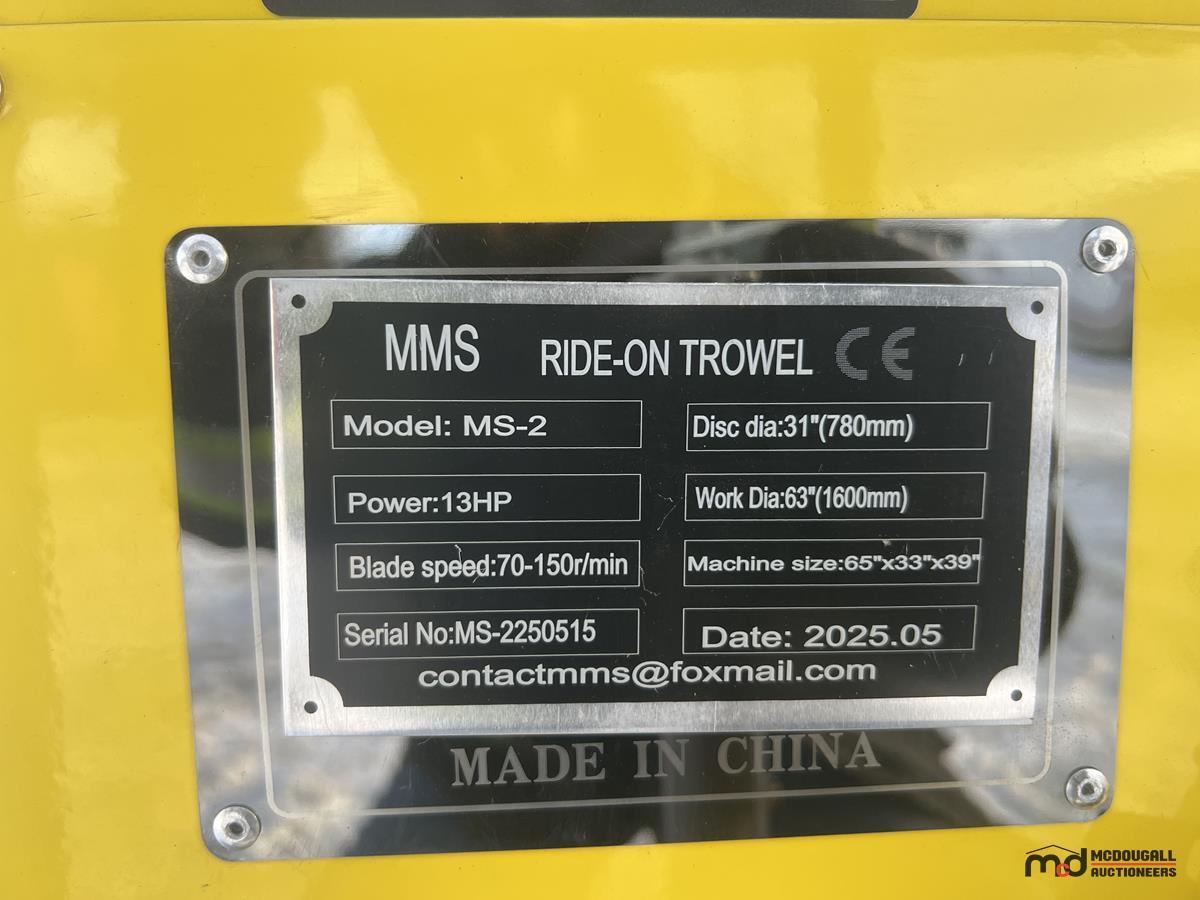 MMS RIDE-ON TROWEL CE
Model: MS-2
Disc dia:31"(780mm)
Power:13HP
Work Dia:63"(1600mm)
Blade speed:70-150r/min
Machine size:65"x33"x39"
Serial No:MS-2250515
Date: 2025.05
contactmms@foxmail.com
MADE IN CHINA
mcd MCDOUGALL
AUCTIONEERS